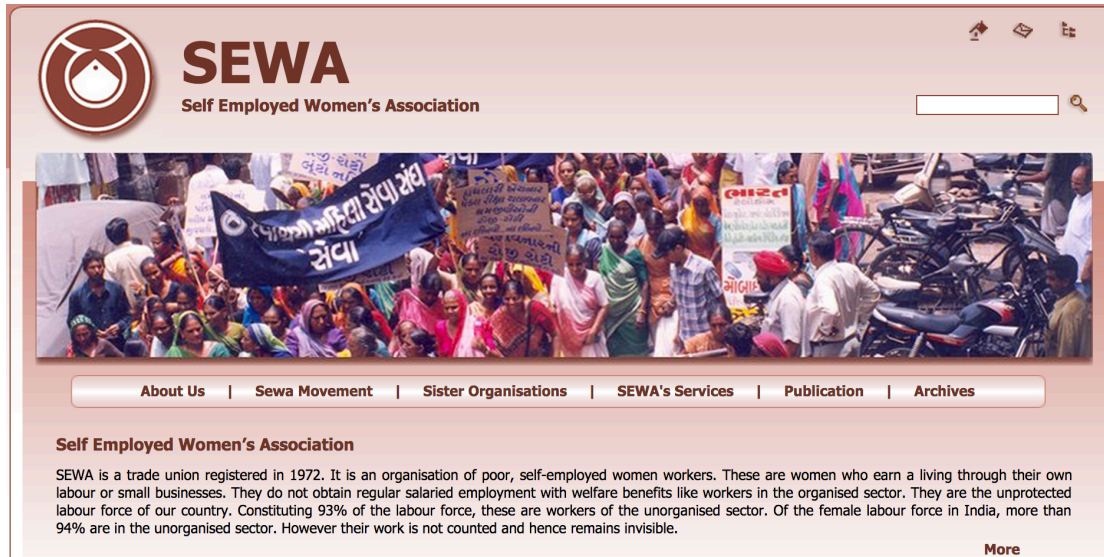 SEWA
Self Employed Women's Association
સેવા
સ્વાશ્રયી મહિલા સેવા સંઘ
સેવા
ભારત
About Us | Sewa Movement | Sister Organisations | SEWA's Services | Publication | Archives
Self Employed Women's Association
SEWA is a trade union registered in 1972. It is an organisation of poor, self-employed women workers. These are women who earn a living through their own
labour or small businesses. They do not obtain regular salaried employment with welfare benefits like workers in the organised sector. They are the unprotected
labour force of our country. Constituting 93% of the labour force, these are workers of the unorganised sector. Of the female labour force in India, more than
94% are in the unorganised sector. However their work is not counted and hence remains invisible.
More